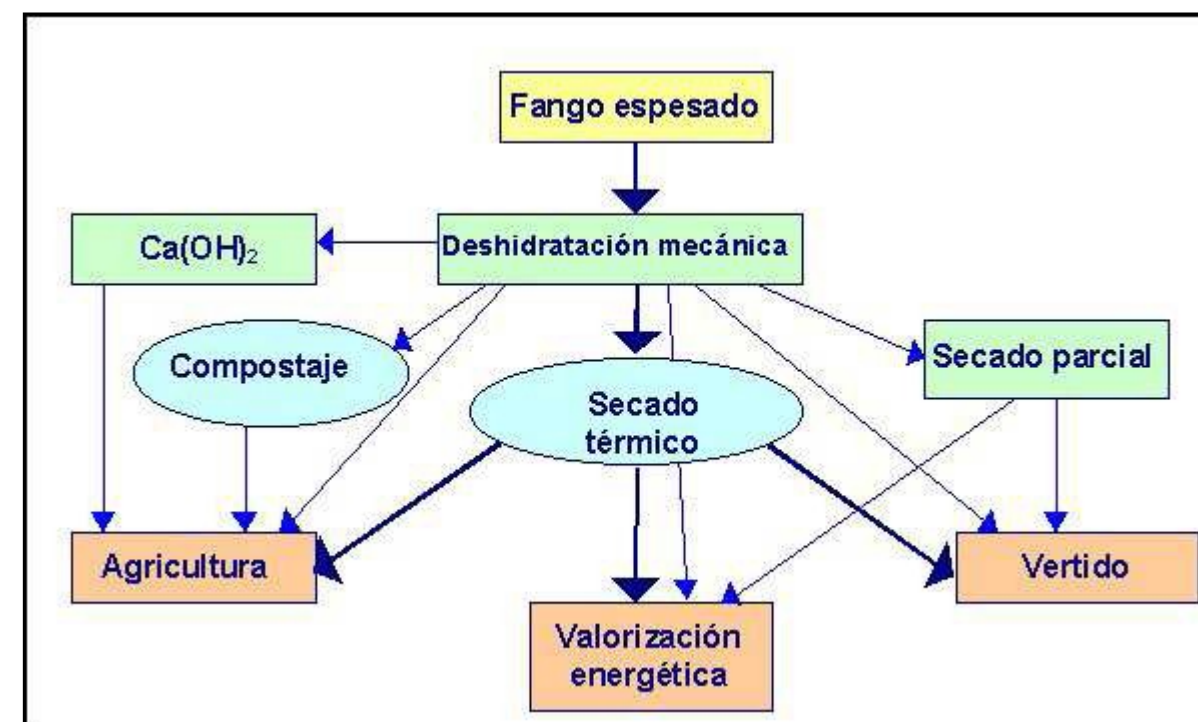 Fango espesado
Ca(OH)₂
Deshidratación mecánica
Compostaje
Secado
térmico
Secado parcial
Agricultura
Valorización
energética
Vertido